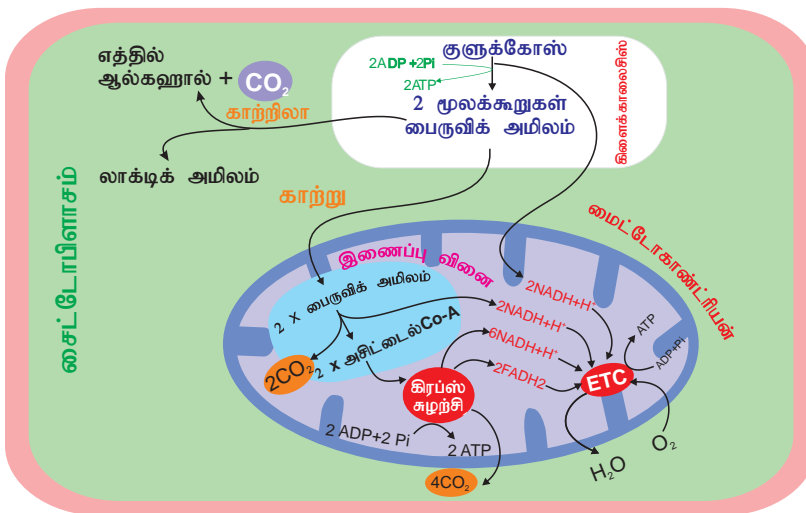 எத்தில்
ஆல்கஹால் + CO₂
காற்றிலா
லாக்டிக் அமிலம்
குளுக்கோஸ்
2ADP +2Pi
2ATP
2 மூலக்கூறுகள்
பைருவிக் அமிலம்
கிளைக்காலைசிஸ்
காற்று
சைட்டோபிளாசம்
மைட்டோகாண்ட்ரியன்
இணைப்பு வினை
2 x பைருவிக் அமிலம்
2 x அசிட்டைல்Co-A
2CO₂
கிரப்ஸ்
சுழற்சி
2NADH+H⁺
2NADH+H⁺
6NADH+H⁺
2FADH2
ETC
ATP
ADP+Pi
2 ADP+2 Pi
2 ATP
4CO₂
H₂O
O₂